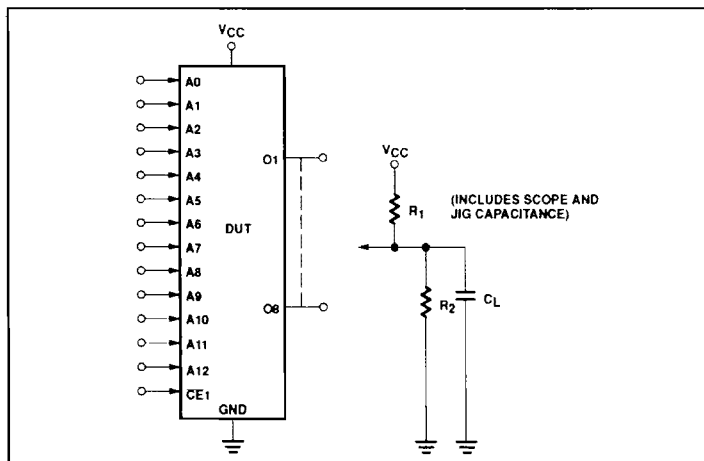 VCC
A0
A1
A2
A3
A4
A5
A6
A7
A8
A9
A10
A11
A12
CE1
DUT
O1
O8
GND
VCC
R1
(INCLUDES SCOPE AND
JIG CAPACITANCE)
R2
CL